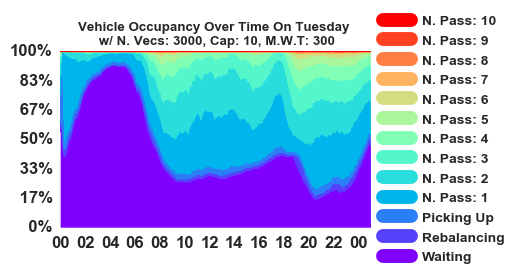 Vehicle Occupancy Over Time On Tuesday
w/ N. Vecs: 3000, Cap: 10, M.W.T: 300
100%
83%
67%
50%
33%
17%
0%
00 02 04 06 08 10 12 14 16 18 20 22 00
N. Pass: 10
N. Pass: 9
N. Pass: 8
N. Pass: 7
N. Pass: 6
N. Pass: 5
N. Pass: 4
N. Pass: 3
N. Pass: 2
N. Pass: 1
Picking Up
Rebalancing
Waiting